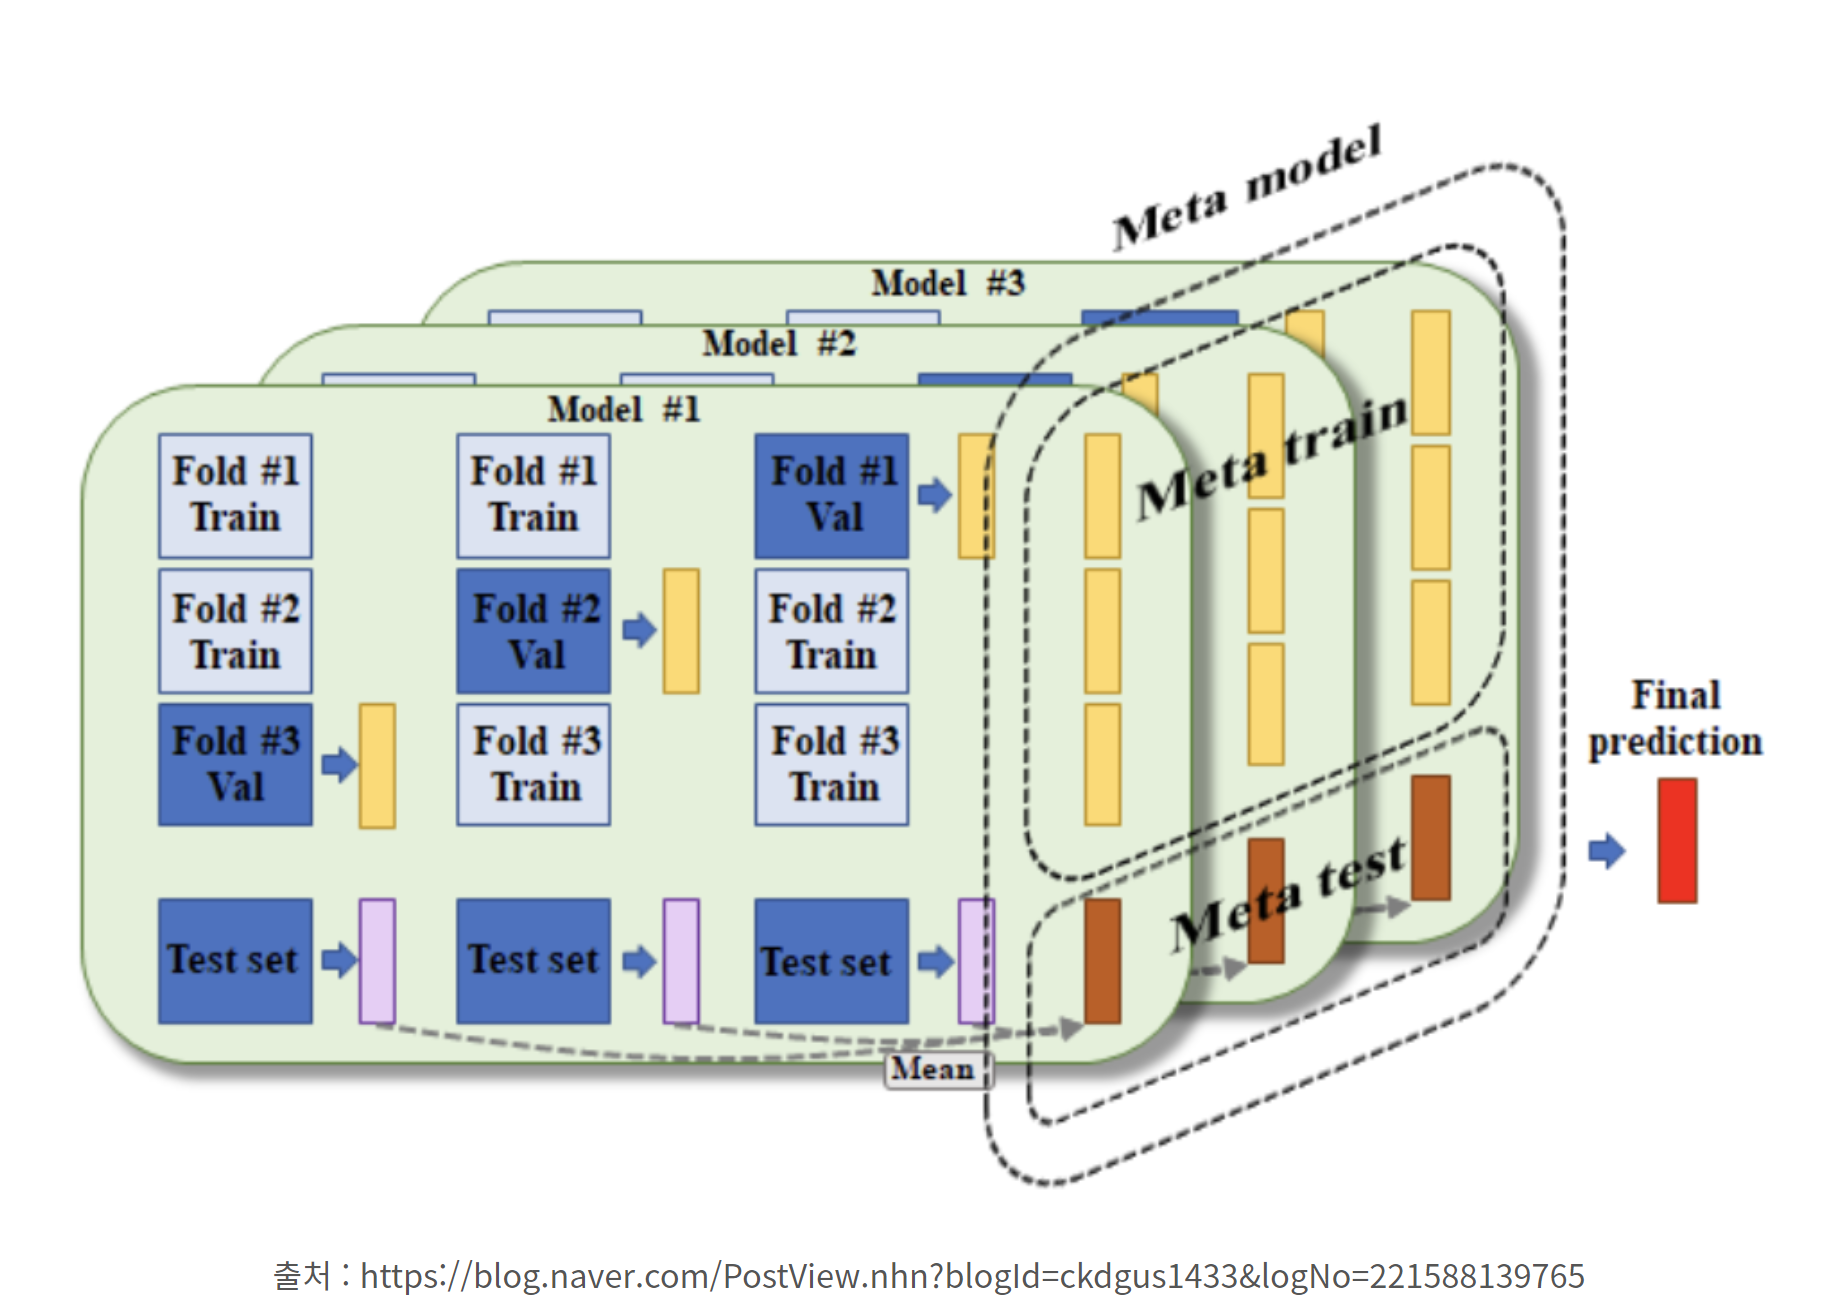 Meta model
Model #3
Model #2
Model #1
Meta train
Fold #1
Train
Fold #1
Train
Fold #1
Val
Fold #2
Train
Fold #2
Val
Fold #2
Train
Fold #3
Val
Fold #3
Train
Fold #3
Train
Final
prediction
Meta test
Test set
Test set
Test set
Mean
출처 : https://blog.naver.com/PostView.nhn?blogId=ckdgus1433&logNo=221588139765